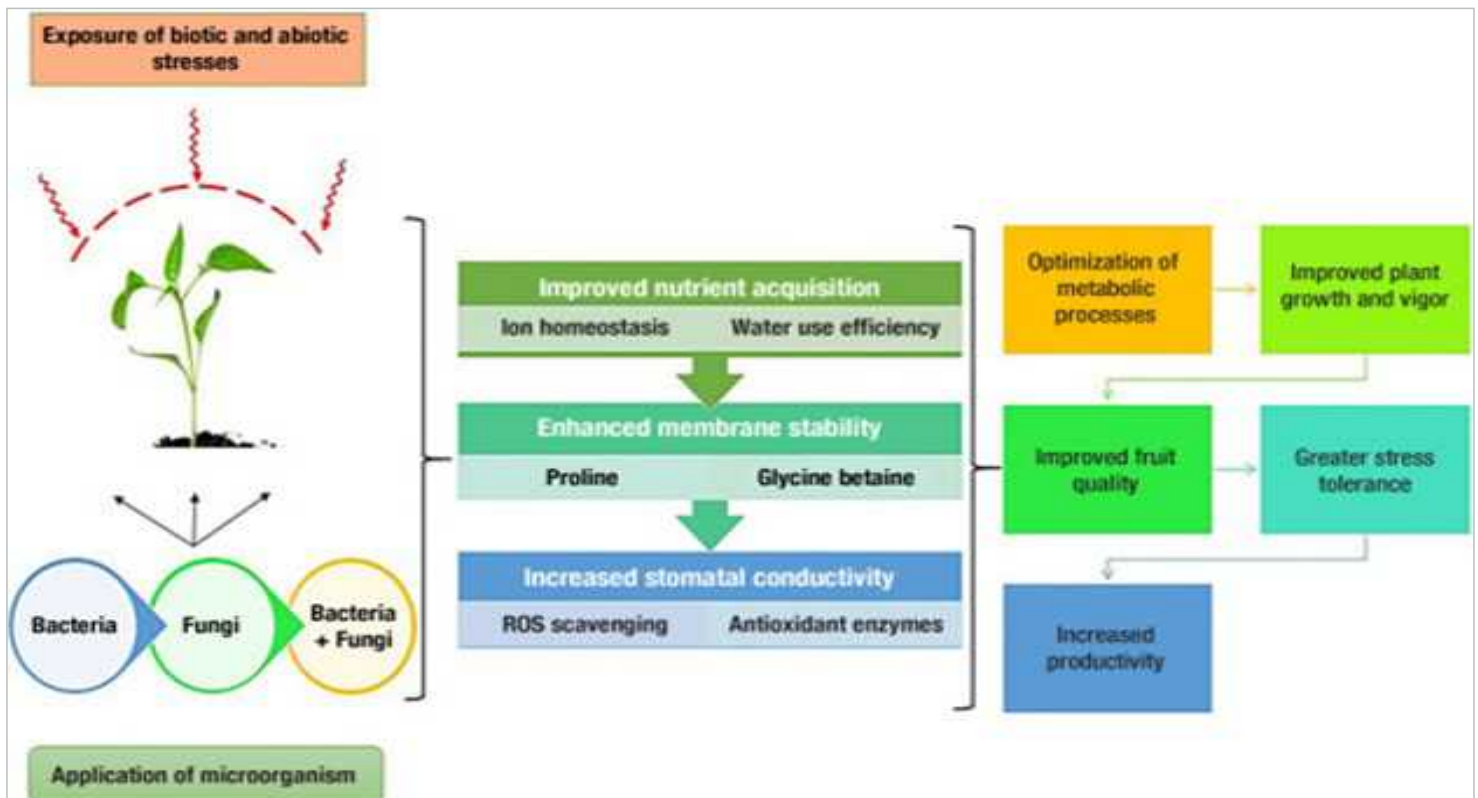 Exposure of biotic and abiotic
stresses
Bacteria
Fungi
Bacteria
+ Fungi
Application of microorganism
Improved nutrient acquisition
Ion homeostasis
Water use efficiency
Enhanced membrane stability
Proline
Glycine betaine
Increased stomatal conductivity
ROS scavenging
Antioxidant enzymes
Optimization of
metabolic
processes
Improved plant
growth and vigor
Improved fruit
quality
Greater stress
tolerance
Increased
productivity